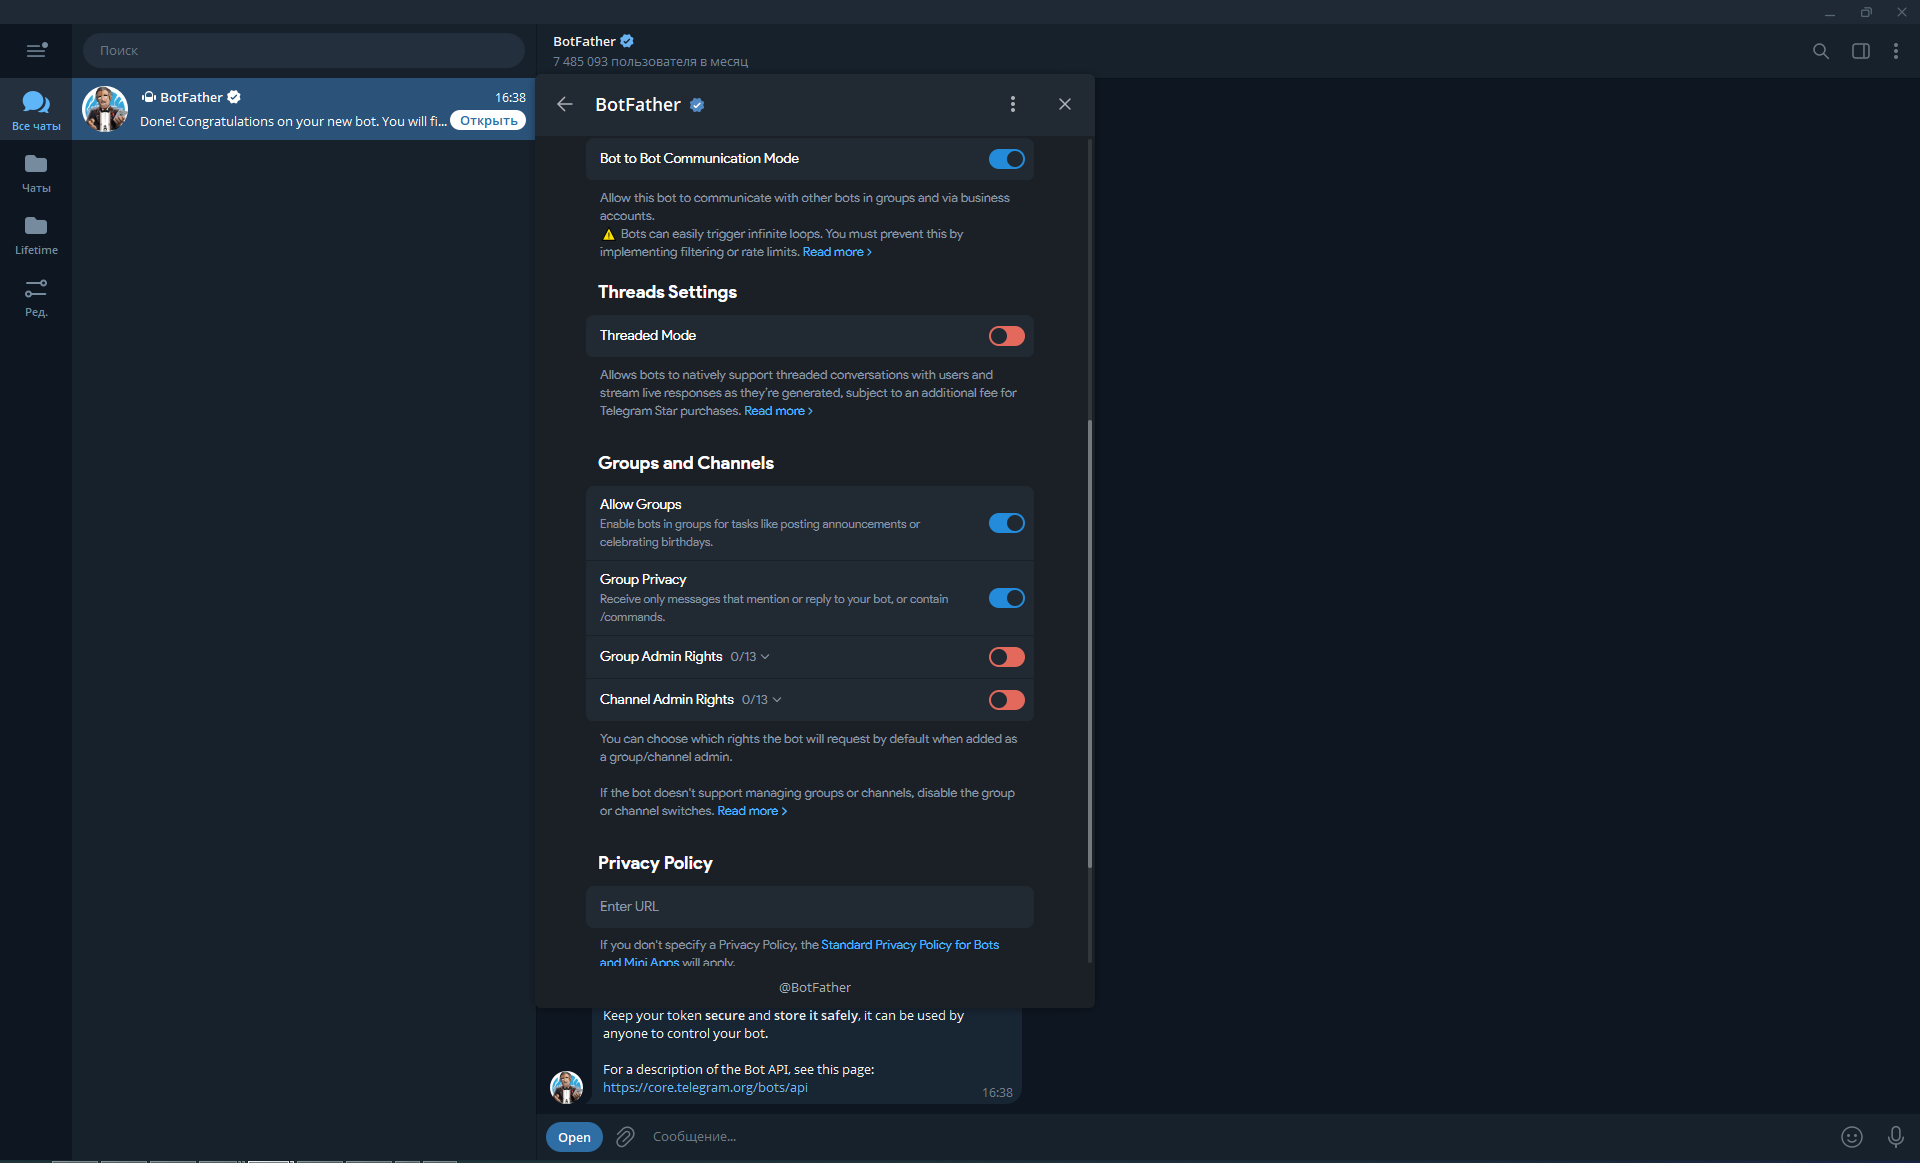 Поиск
Все чаты
Чаты
Lifetime
Ред.
BotFather
16:38
Done! Congratulations on your new bot. You will fi...
Открыть
BotFather
7 485 093 пользователя в месяц
BotFather
Bot to Bot Communication Mode
Allow this bot to communicate with other bots in groups and via business
accounts.
⚠ Bots can easily trigger infinite loops. You must prevent this by
implementing filtering or rate limits. Read more ›
Threads Settings
Threaded Mode
Allows bots to natively support threaded conversations with users and
stream live responses as they're generated, subject to an additional fee for
Telegram Star purchases. Read more ›
Groups and Channels
Allow Groups
Enable bots in groups for tasks like posting announcements or
celebrating birthdays.
Group Privacy
Receive only messages that mention or reply to your bot, or contain
/commands.
Group Admin Rights 0/13
Channel Admin Rights 0/13
You can choose which rights the bot will request by default when added as
a group/channel admin.
If the bot doesn't support managing groups or channels, disable the group
or channel switches. Read more ›
Privacy Policy
Enter URL
If you don't specify a Privacy Policy, the Standard Privacy Policy for Bots
and Mini Apps will apply.
@BotFather
Keep your token secure and store it safely, it can be used by
anyone to control your bot.
For a description of the Bot API, see this page:
https://core.telegram.org/bots/api
16:38
Open
Сообщение...